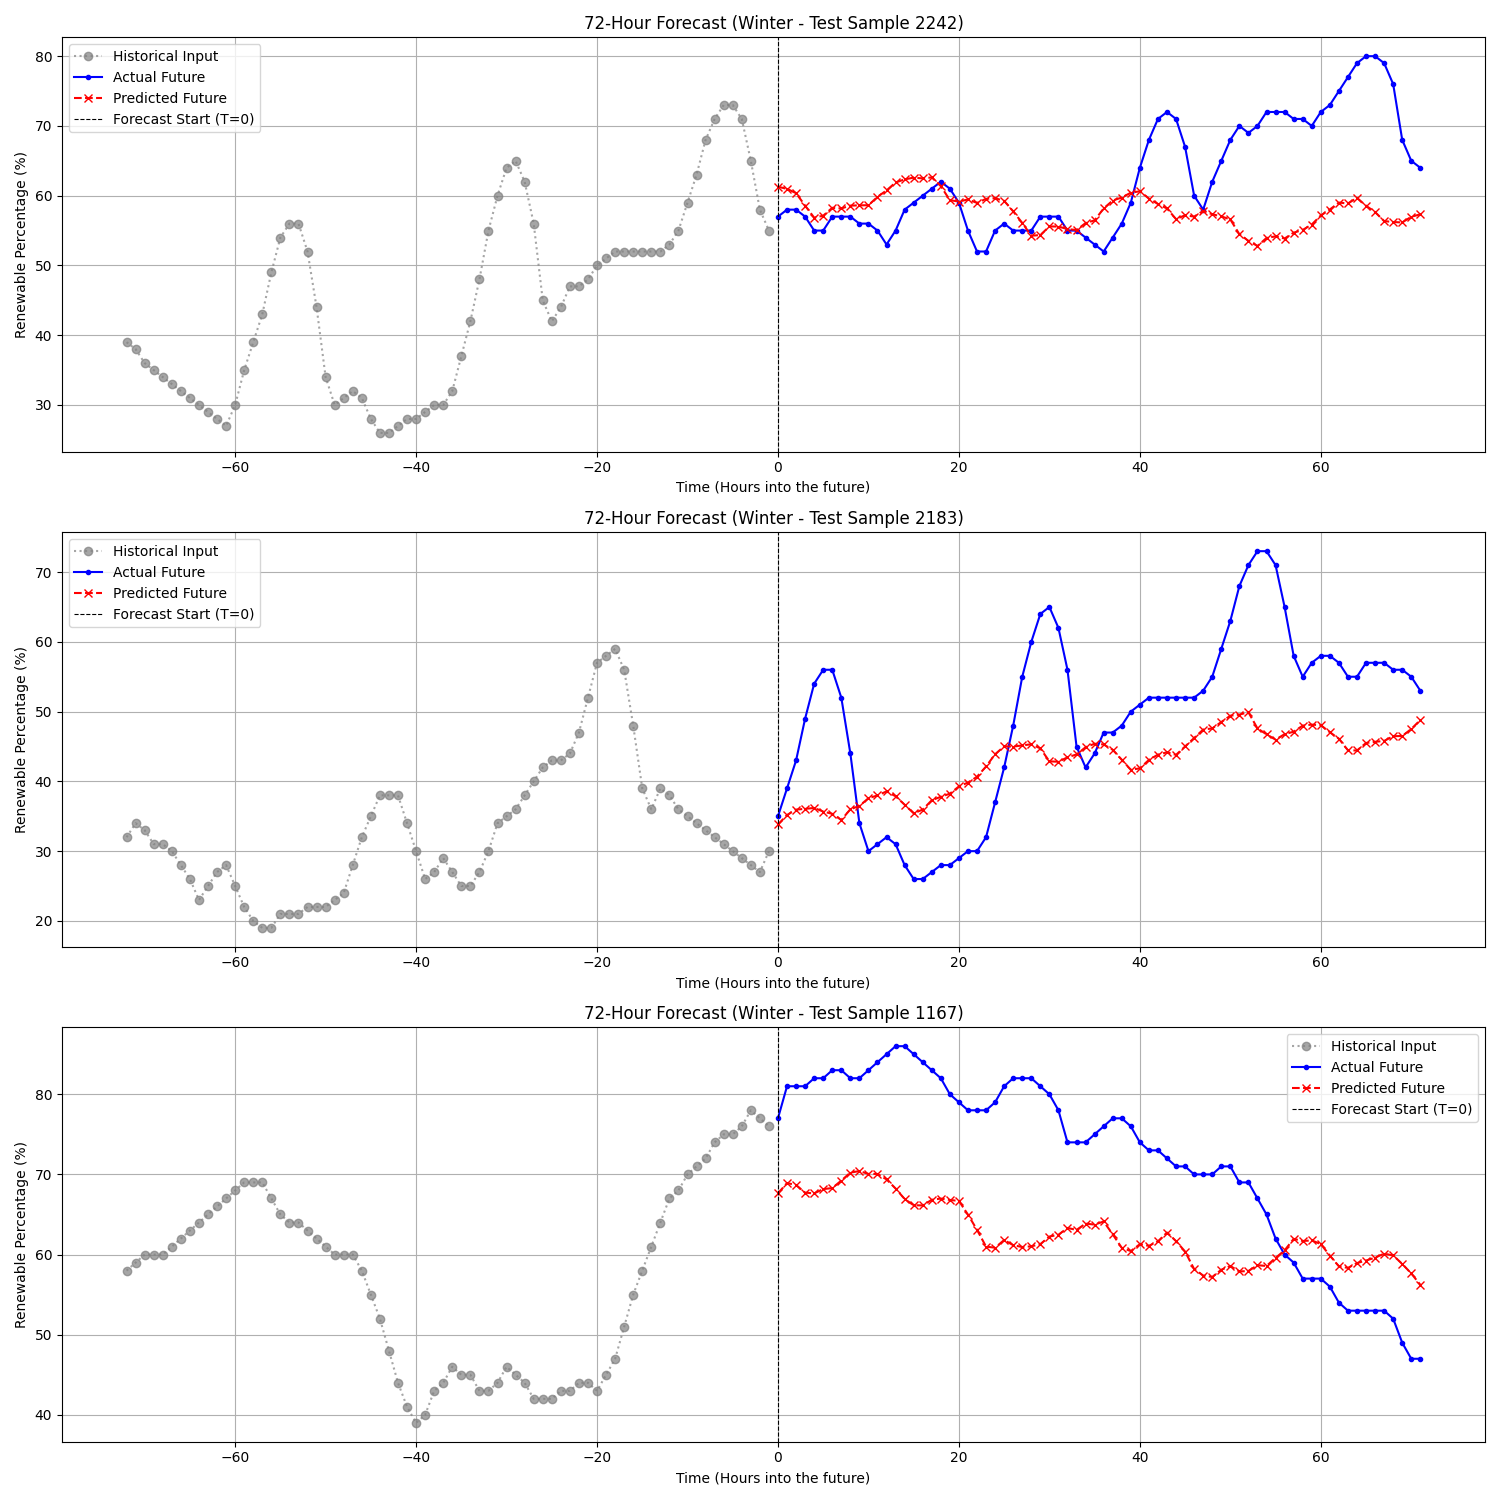 72-Hour Forecast (Winter - Test Sample 2242)
Historical Input
Actual Future
Predicted Future
Forecast Start (T=0)
Renewable Percentage (%)
80
70
60
50
40
30
−60 −40 −20 0 20 40 60
Time (Hours into the future)
72-Hour Forecast (Winter - Test Sample 2183)
Historical Input
Actual Future
Predicted Future
Forecast Start (T=0)
Renewable Percentage (%)
70
60
50
40
30
20
−60 −40 −20 0 20 40 60
Time (Hours into the future)
72-Hour Forecast (Winter - Test Sample 1167)
Historical Input
Actual Future
Predicted Future
Forecast Start (T=0)
Renewable Percentage (%)
80
70
60
50
40
−60 −40 −20 0 20 40 60
Time (Hours into the future)